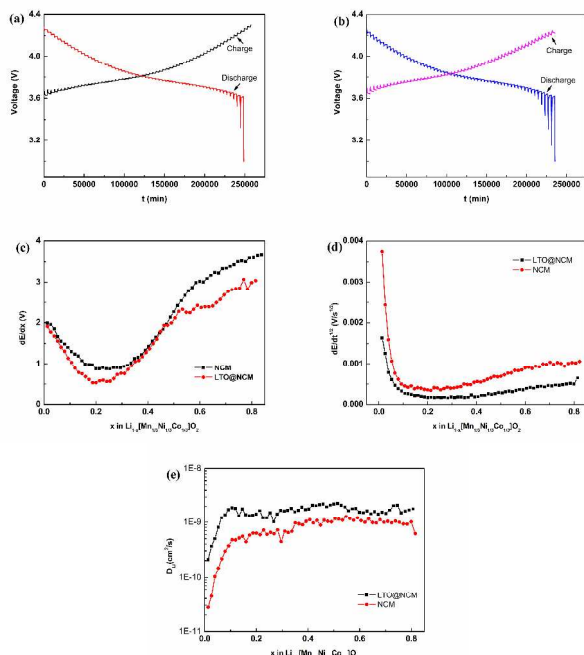 (a)
4.4
4.0
3.6
3.2
Voltage (V)
Charge
Discharge
0 50000 100000 150000 200000 250000
t (min)
(b)
4.4
4.0
3.6
3.2
Voltage (V)
Charge
Discharge
0 50000 100000 150000 200000 250000
t (min)
(c)
4
3
2
1
0
dE/dx (V)
NCM
LTO@NCM
0.0 0.2 0.4 0.6 0.8
x in Li1-x[Mn1/3Ni1/3Co1/3]O2
(d)
0.004
0.003
0.002
0.001
0.000
dE/dt1/2 (V/s1/2)
LTO@NCM
NCM
0.0 0.2 0.4 0.6 0.8
x in Li1-x[Mn1/3Ni1/3Co1/3]O2
(e)
1E-8
1E-9
1E-10
1E-11
DLi(cm2/s)
LTO@NCM
NCM
0.0 0.2 0.4 0.6 0.8
x in Li [Mn Ni Co ]O